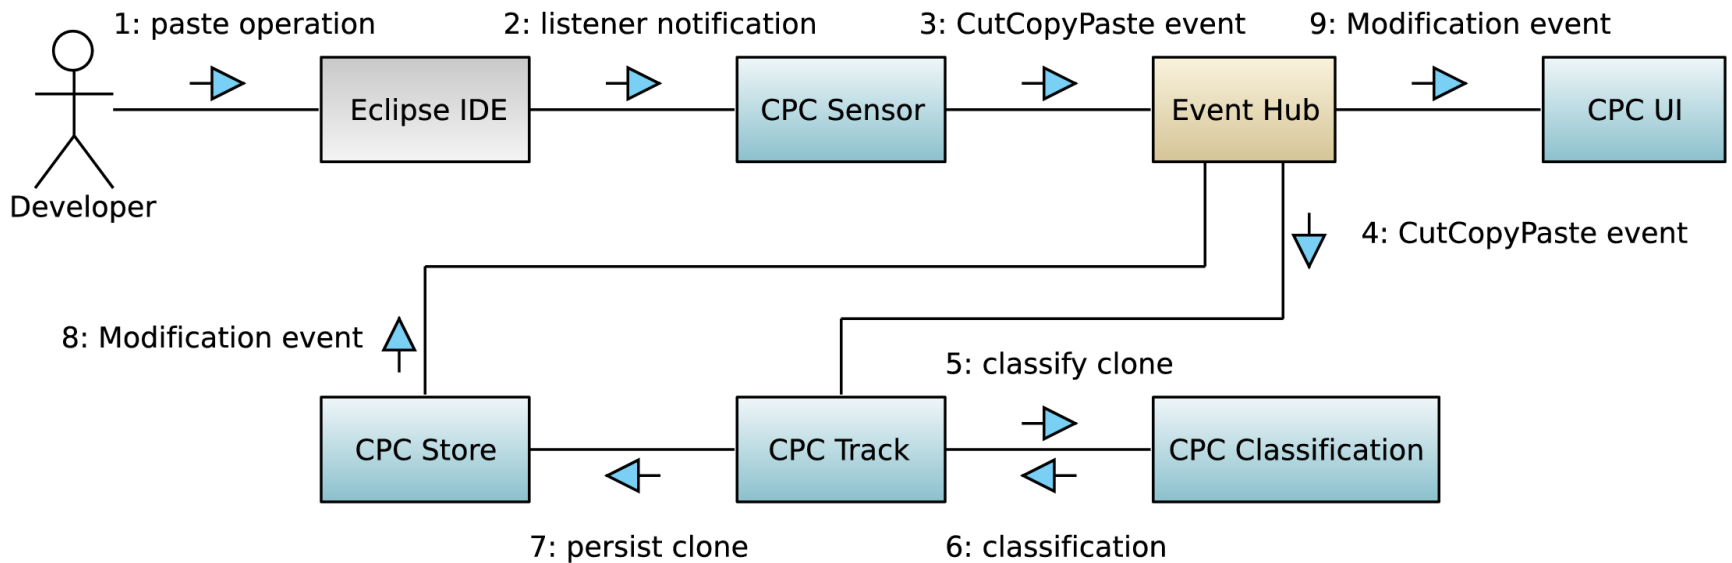 1: paste operation
2: listener notification
3: CutCopyPaste event
9: Modification event
Eclipse IDE
CPC Sensor
Event Hub
CPC UI
Developer
4: CutCopyPaste event
8: Modification event
5: classify clone
CPC Store
CPC Track
CPC Classification
7: persist clone
6: classification